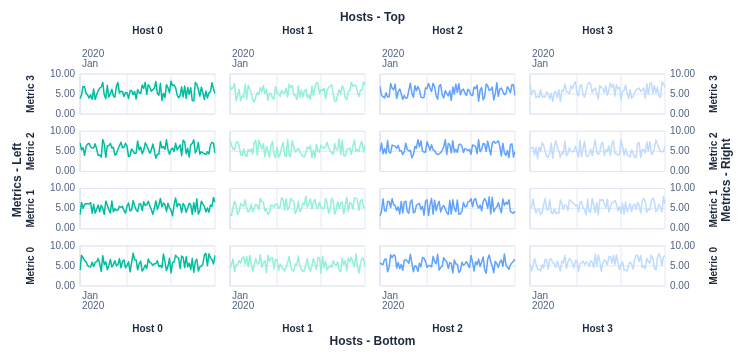 Hosts - Top
Host 0 Host 1 Host 2 Host 3
2020 2020 2020 2020
Jan Jan Jan Jan
Metrics - Left
Metric 3 10.00 5.00 0.00 10.00 5.00 0.00 Metric 3
Metric 2 10.00 5.00 0.00 10.00 5.00 0.00 Metric 2
Metric 1 10.00 5.00 0.00 10.00 5.00 0.00 Metric 1
Metric 0 10.00 5.00 0.00 10.00 5.00 0.00 Metric 0
Metrics - Right
Jan Jan Jan Jan
2020 2020 2020 2020
Host 0 Host 1 Host 2 Host 3
Hosts - Bottom